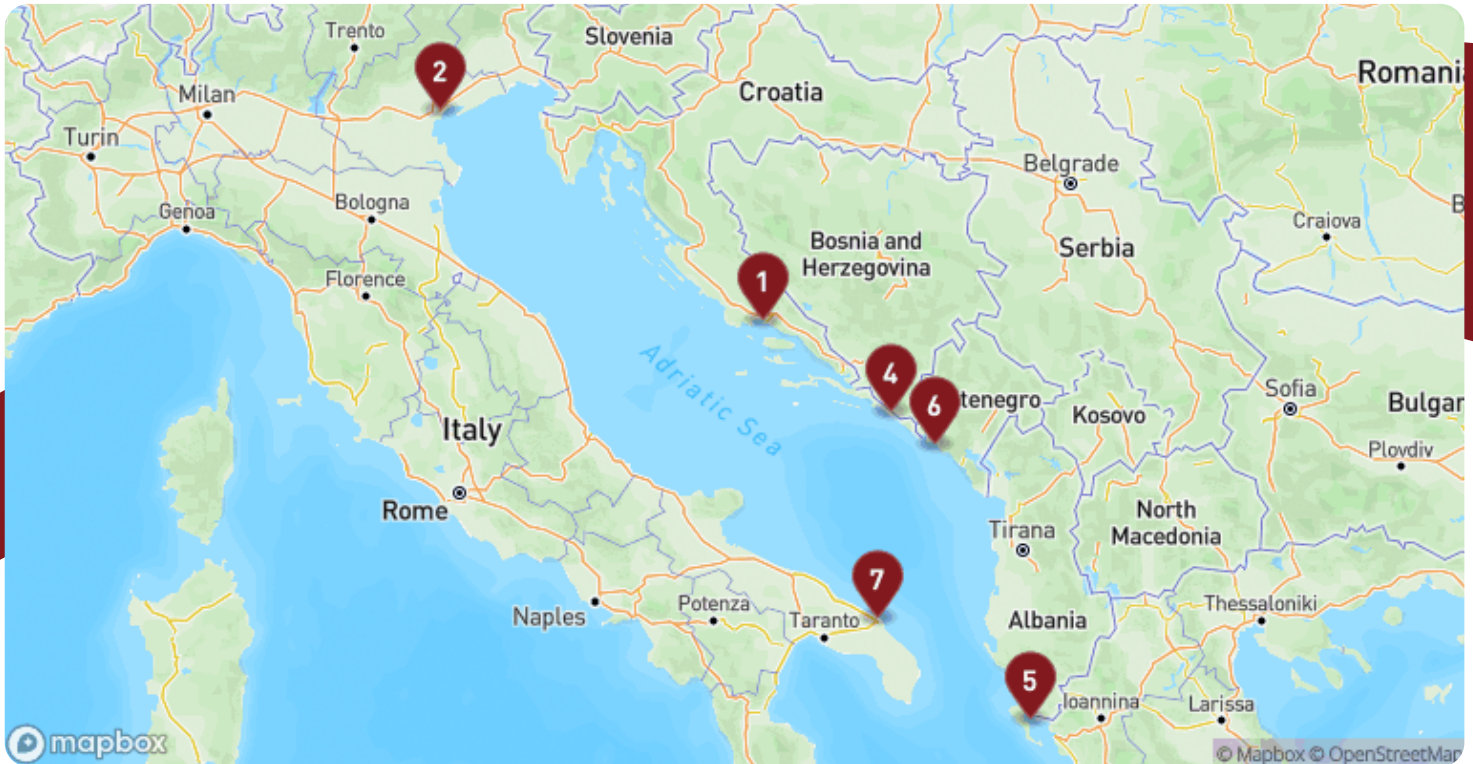 Trento
Slovenia
Croatia
Romani
2
Milan
Turin
Belgrade
Genoa
Bologna
Craiova
B
Bosnia and
Herzegovina
Serbia
Florence
1
Adriatic Sea
4
6
tenegro
Kosovo
Sofia
Bulgar
Italy
Plovdiv
Rome
North
Macedonia
Tirana
7
Naples
Potenza
Taranto
Albania
Thessaloniki
5
Ioannina
Larissa
mapbox
© Mapbox © OpenStreetMap